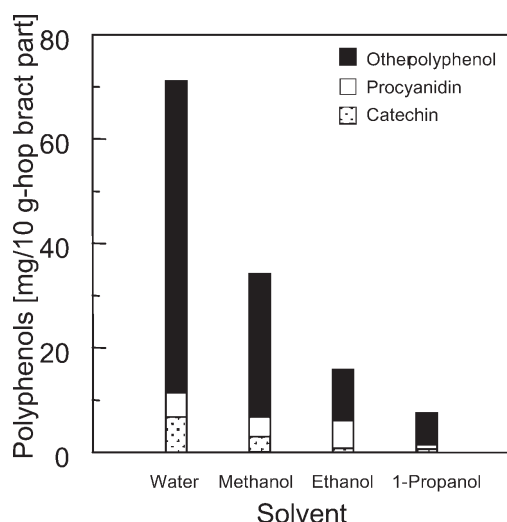 80
60
40
20
0
Polyphenols [mg/10 g-hop bract part]
Otherpolyphenol
Procyanidin
Catechin
Water Methanol Ethanol 1-Propanol
Solvent